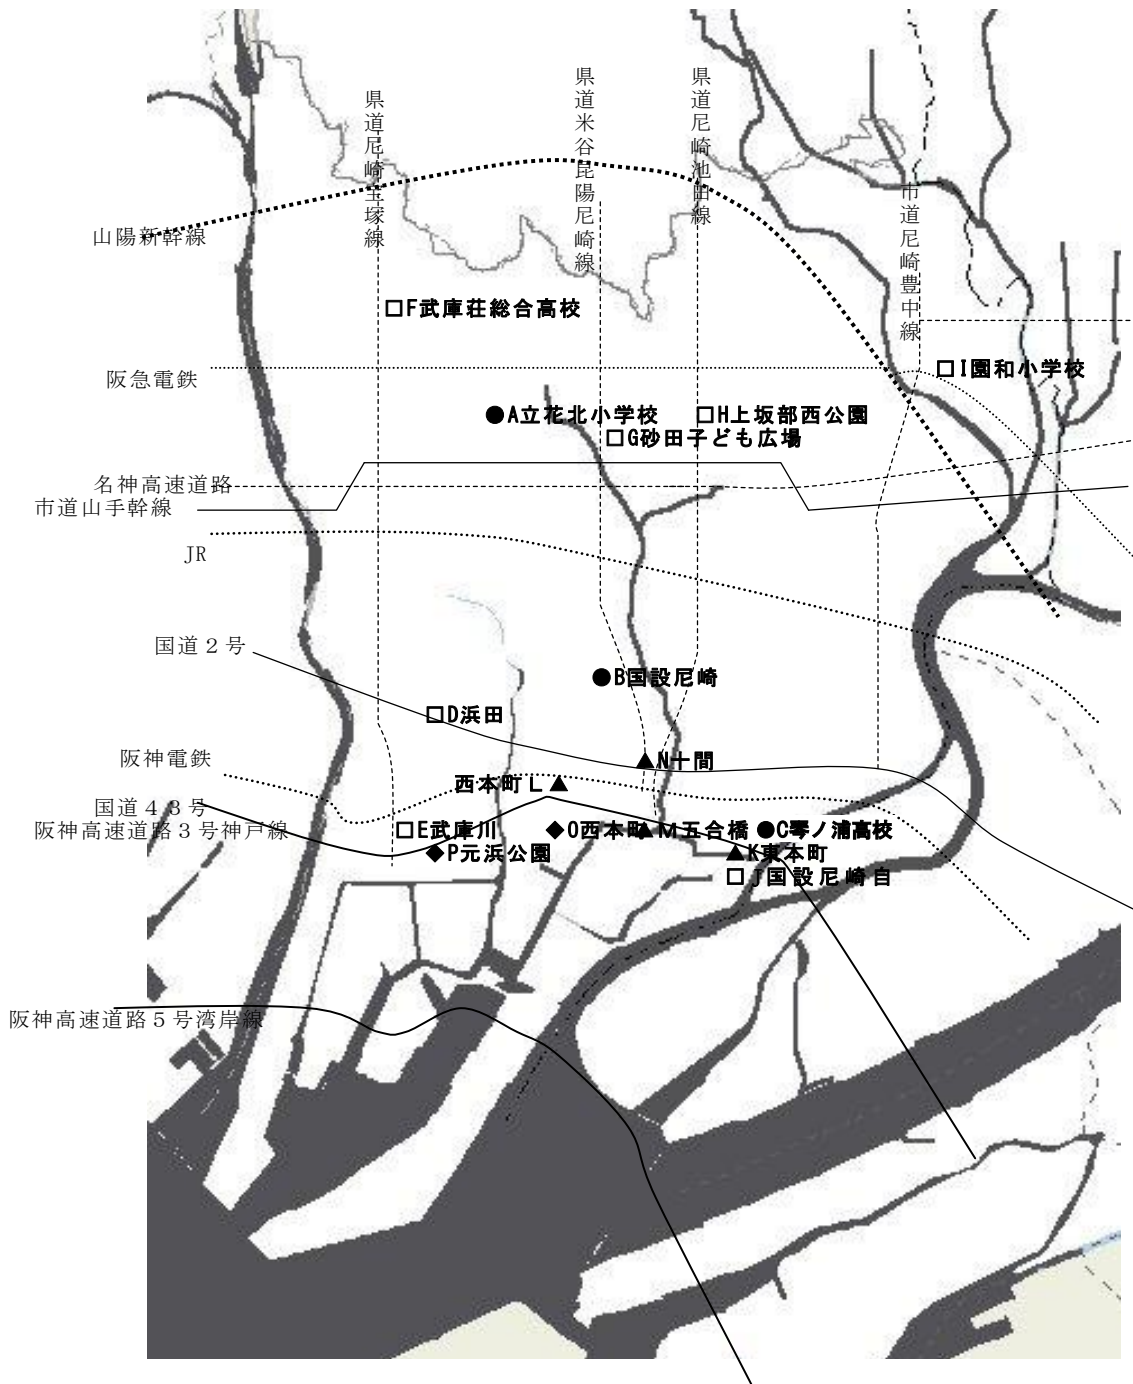 県道尼崎宝塚線
県道米谷昆陽尼崎線
県道尼崎池田線
市道尼崎豊中線
山陽新幹線
□F武庫荘総合高校
阪急電鉄
□I園和小学校
●A立花北小学校
□H上坂部西公園
□G砂田子ども広場
名神高速道路
市道山手幹線
JR
国道２号
●B国設尼崎
□D浜田
阪神電鉄
▲N十間
西本町L▲
国道４３号
阪神高速道路３号神戸線
□E武庫川
◆O西本町
▲M五合橋
●C琴ノ浦高校
◆P元浜公園
▲K東本町
□J国設尼崎自
阪神高速道路５号湾岸線